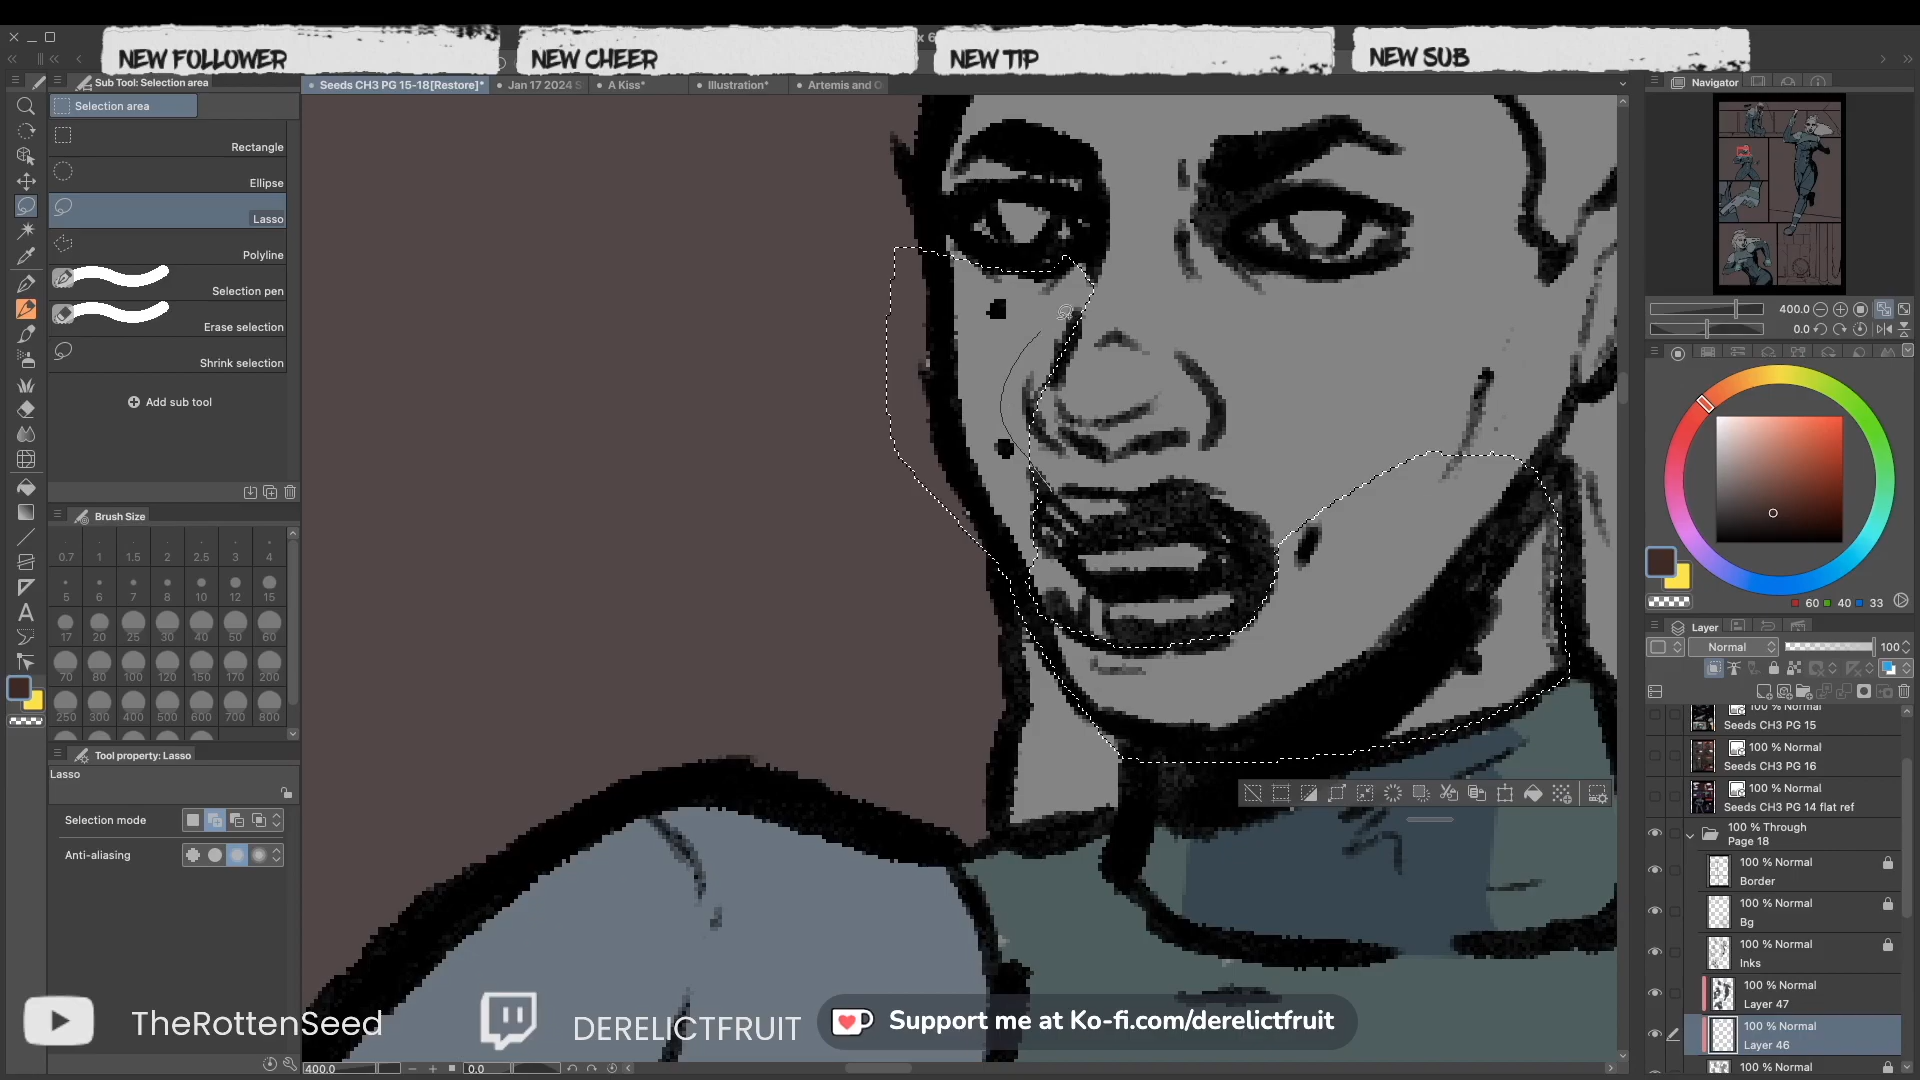 NEW FOLLOWER
NEW CHEER
NEW TIP
NEW SUB
Sub Tool: Selection area
Selection area
Rectangle
Ellipse
Lasso
Polyline
Selection pen
Erase selection
Shrink selection
Add sub tool
Brush Size
0.7 1 1.5 2 2.5 3 4
5 6 7 8 10 12 15
17 20 25 30 40 50 60
70 80 100 120 150 170 200
250 300 400 500 600 700 800
Tool property: Lasso
Lasso
Selection mode
Anti-aliasing
Seeds CH3 PG 15-18[Restore]*
Jan 17 2024 S
A Kiss*
Illustration*
Artemis and
Navigator
400.0
0.0
60 40 33
Layer
Normal
100
100 % Normal
Seeds CH3 PG 15
100 % Normal
Seeds CH3 PG 16
100 % Normal
Seeds CH3 PG 14 flat ref
100 % Through
Page 18
100 % Normal
Border
100 % Normal
Bg
100 % Normal
Inks
100 % Normal
Layer 47
100 % Normal
Layer 46
100 % Normal
TheRottenSeed
DERELICTFRUIT
Support me at Ko-fi.com/derelictfruit
400.0
0.0